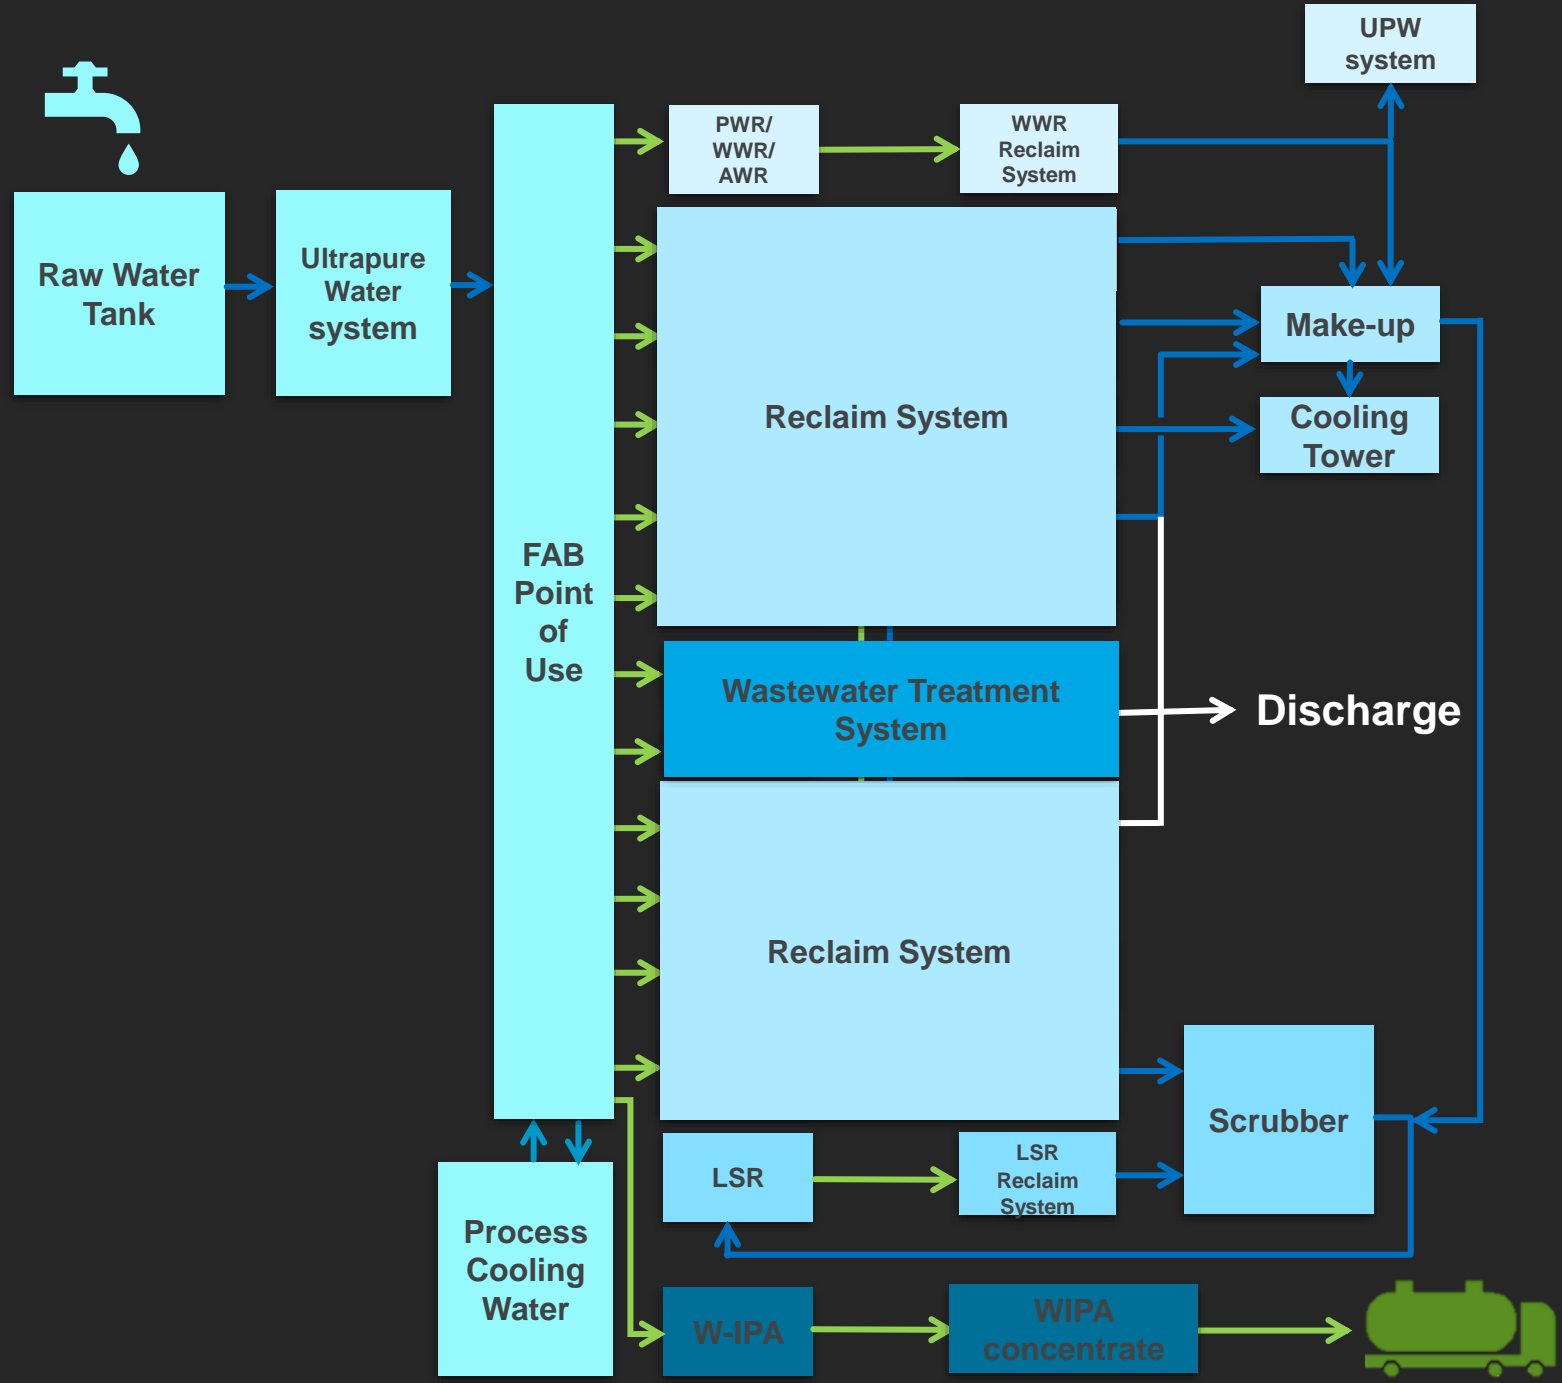 UPW
system
PWR/
WWR/
AWR
WWR
Reclaim
System
Raw Water
Tank
Ultrapure
Water
system
Reclaim System
Make-up
Cooling
Tower
FAB
Point
of
Use
Wastewater Treatment
System
Discharge
Reclaim System
Scrubber
LSR
LSR
Reclaim
System
Process
Cooling
Water
W-IPA
WIPA
concentrate